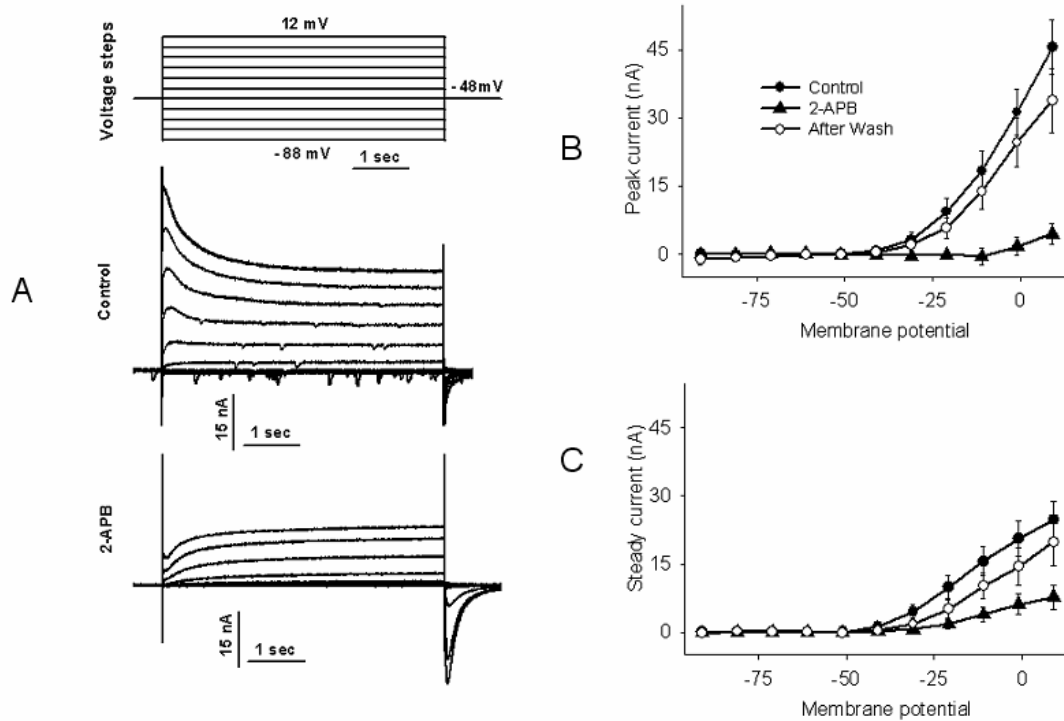 12 mV
Voltage steps
- 48mV
- 88 mV
1 sec
A
Control
15 nA
1 sec
2-APB
15 nA
1 sec
B
Peak current (nA)
45
30
15
0
Control
2-APB
After Wash
-75
-50
-25
0
Membrane potential
C
Steady current (nA)
45
30
15
0
-75
-50
-25
0
Membrane potential